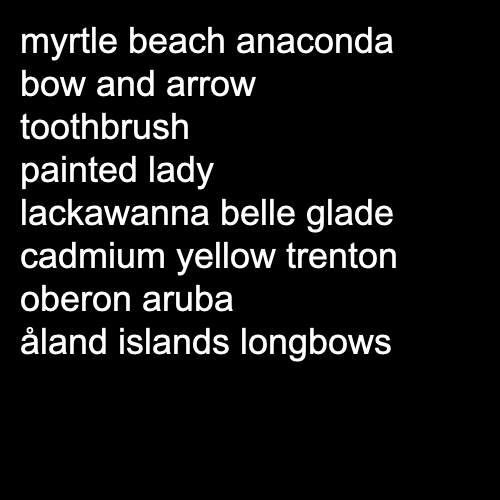 myrtle beach anaconda
bow and arrow
toothbrush
painted lady
lackawanna belle glade
cadmium yellow trenton
oberon aruba
åland islands longbows